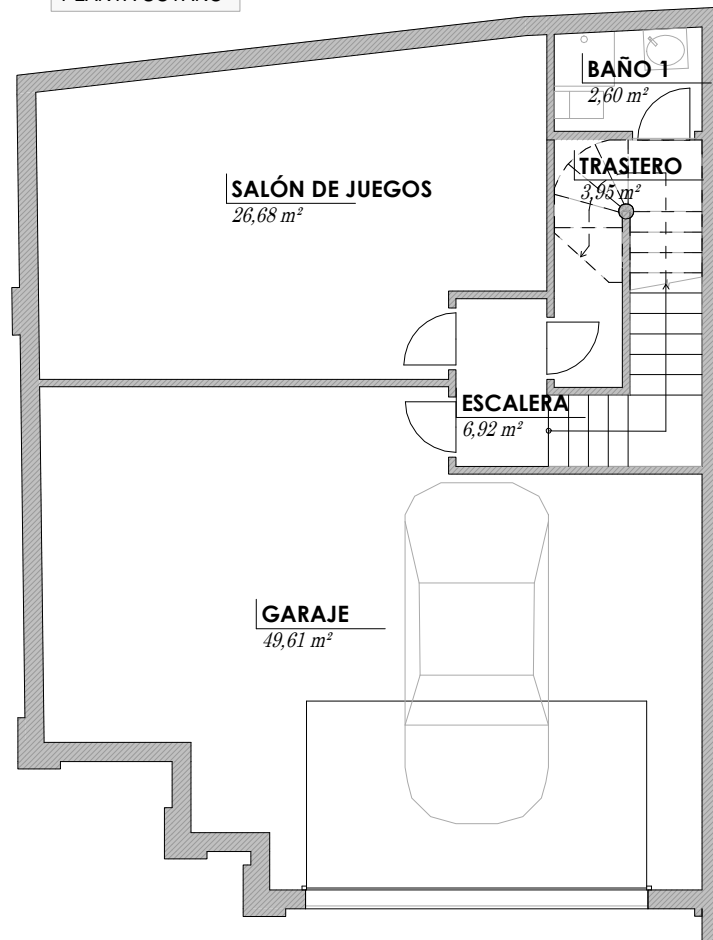 BAÑO 1
2,60 m²
TRASTERO
3,95 m²
SALÓN DE JUEGOS
26,68 m²
ESCALERA
6,92 m²
GARAJE
49,61 m²